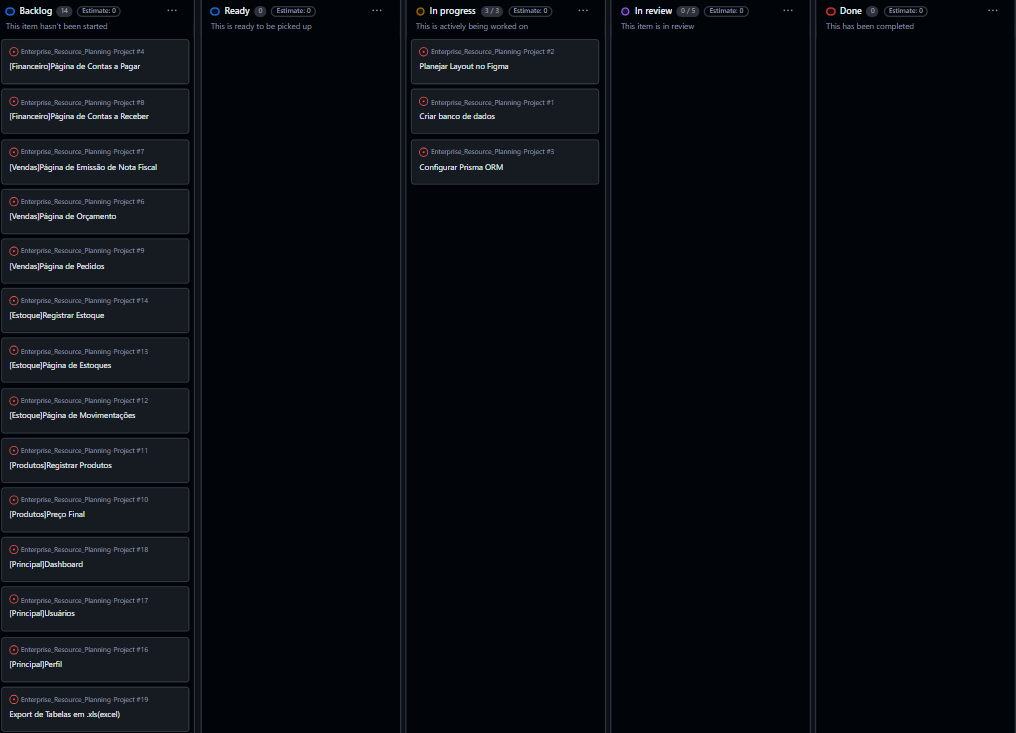 Backlog 14 Estimate: 0 ...
This item hasn't been started
Enterprise_Resource_Planning-Project #4
[Financeiro]Página de Contas a Pagar
Enterprise_Resource_Planning-Project #8
[Financeiro]Página de Contas a Receber
Enterprise_Resource_Planning-Project #7
[Vendas]Página de Emissão de Nota Fiscal
Enterprise_Resource_Planning-Project #6
[Vendas]Página de Orçamento
Enterprise_Resource_Planning-Project #9
[Vendas]Página de Pedidos
Enterprise_Resource_Planning-Project #14
[Estoque]Registrar Estoque
Enterprise_Resource_Planning-Project #13
[Estoque]Página de Estoques
Enterprise_Resource_Planning-Project #12
[Estoque]Página de Movimentações
Enterprise_Resource_Planning-Project #11
[Produtos]Registrar Produtos
Enterprise_Resource_Planning-Project #10
[Produtos]Preço Final
Enterprise_Resource_Planning-Project #18
[Principal]Dashboard
Enterprise_Resource_Planning-Project #17
[Principal]Usuários
Enterprise_Resource_Planning-Project #16
[Principal]Perfil
Enterprise_Resource_Planning-Project #19
Export de Tabelas em .xls(excel)
Ready 0 Estimate: 0 ...
This is ready to be picked up
In progress 3 / 3 Estimate: 0 ...
This is actively being worked on
Enterprise_Resource_Planning-Project #2
Planejar Layout no Figma
Enterprise_Resource_Planning-Project #1
Criar banco de dados
Enterprise_Resource_Planning-Project #3
Configurar Prisma ORM
In review 0 / 5 Estimate: 0 ...
This item is in review
Done 0 Estimate: 0 ...
This has been completed